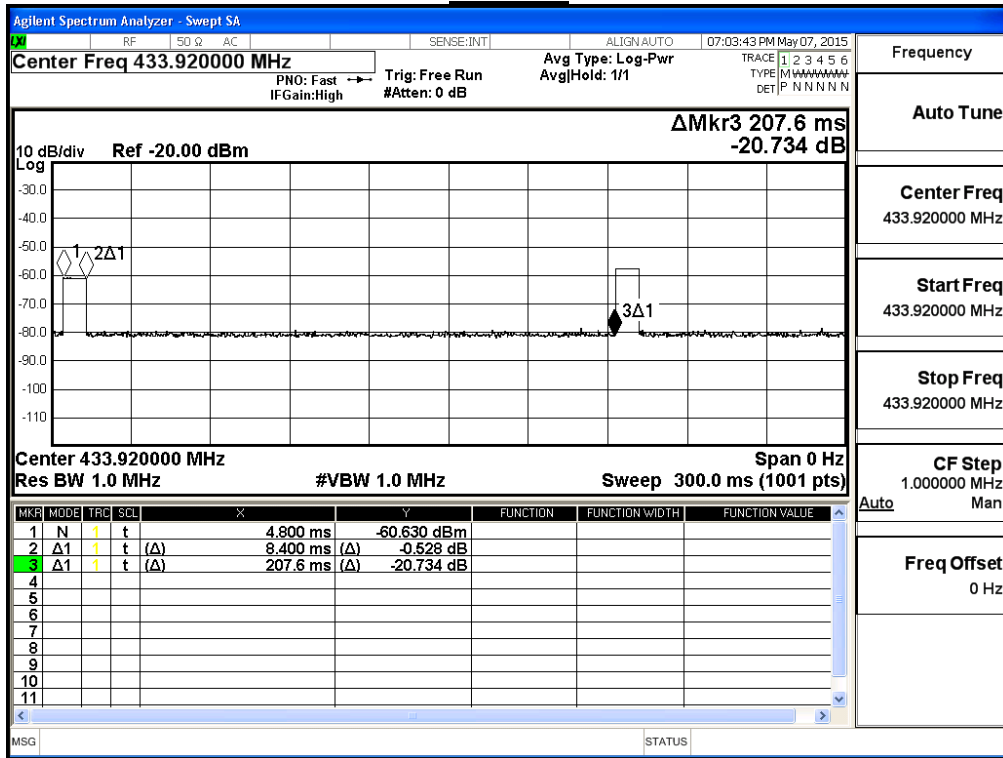 Agilent Spectrum Analyzer - Swept SA
LXI RF 50 Ω AC SENSE:INT ALIGN AUTO 07:03:43 PM May 07, 2015
Center Freq 433.920000 MHz
PNO: Fast
IFGain:High
Trig: Free Run
#Atten: 0 dB
Avg Type: Log-Pwr
Avg|Hold: 1/1
TRACE 1 2 3 4 5 6
TYPE M W W W W W
DET P N N N N N
ΔMkr3 207.6 ms
-20.734 dB
10 dB/div Ref -20.00 dBm
Log
-30.0
-40.0
-50.0
-60.0
-70.0
-80.0
-90.0
-100
-110
1
2Δ1
3Δ1
Center 433.920000 MHz Span 0 Hz
Res BW 1.0 MHz #VBW 1.0 MHz Sweep 300.0 ms (1001 pts)
MKR MODE TRC SCL X Y FUNCTION FUNCTION WIDTH FUNCTION VALUE
1 N 1 t 4.800 ms -60.630 dBm
2 Δ1 1 t (Δ) 8.400 ms (Δ) -0.528 dB
3 Δ1 1 t (Δ) 207.6 ms (Δ) -20.734 dB
4
5
6
7
8
9
10
11
MSG STATUS
Frequency
Auto Tune
Center Freq
433.920000 MHz
Start Freq
433.920000 MHz
Stop Freq
433.920000 MHz
CF Step
1.000000 MHz
Auto Man
Freq Offset
0 Hz